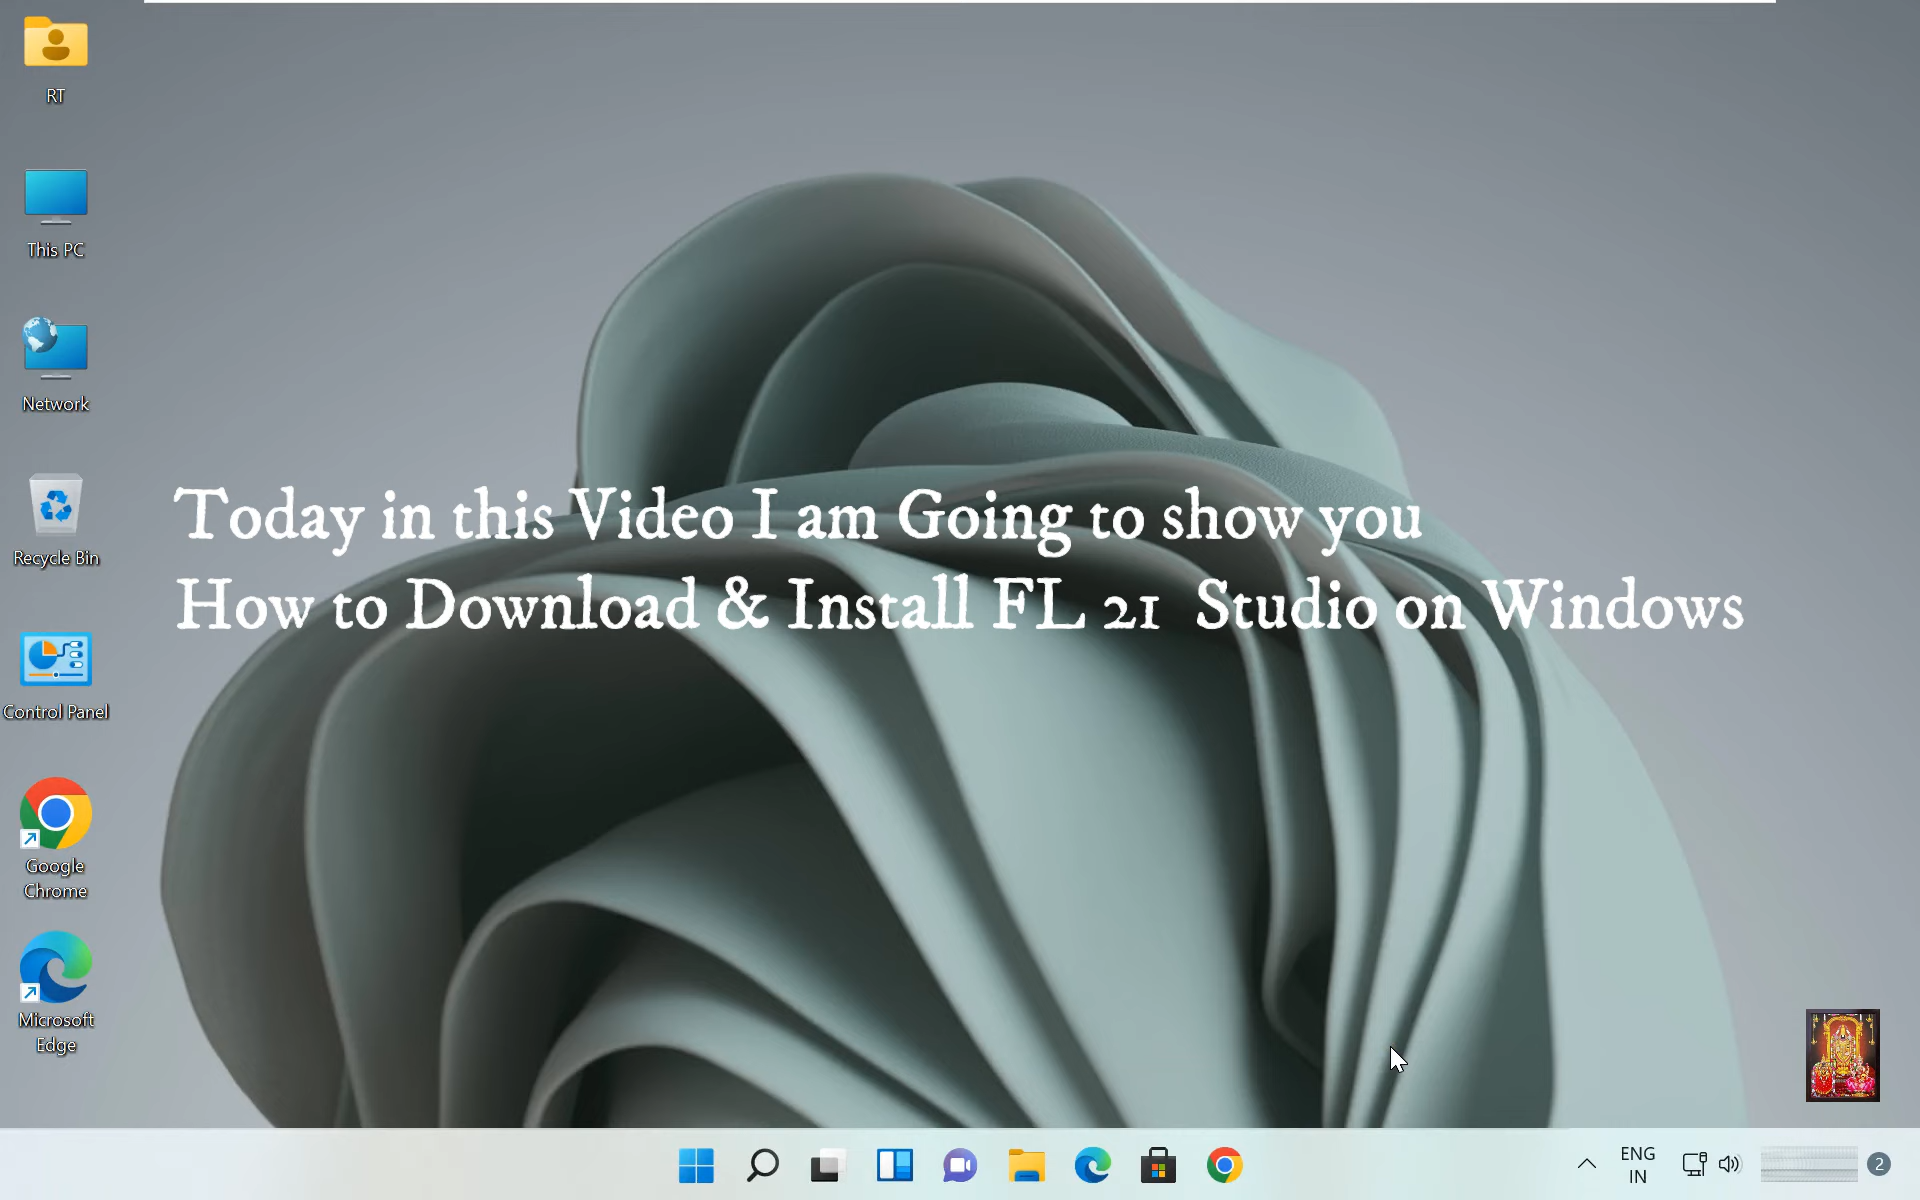 RT
This PC
Network
Recycle Bin
Control Panel
Google
Chrome
Microsoft
Edge
Today in this Video I am Going to show you
How to Download & Install FL 21 Studio on Windows
ENG
IN
2